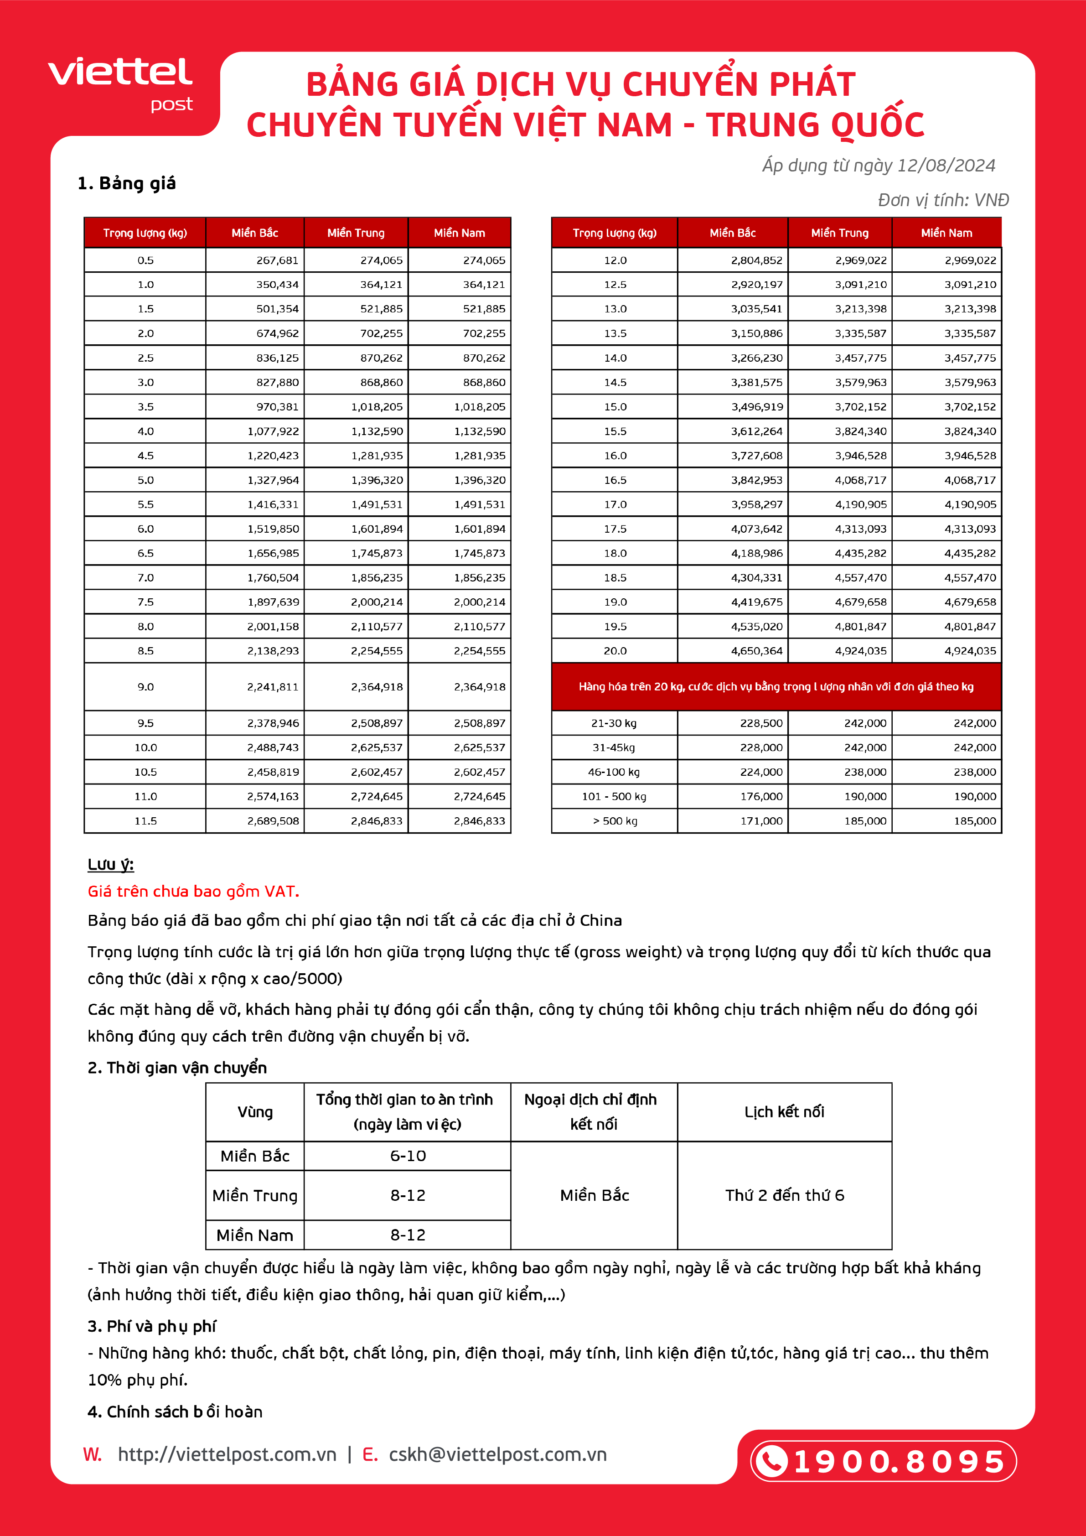 viettel
post
BẢNG GIÁ DỊCH VỤ CHUYỂN PHÁT
CHUYÊN TUYẾN VIỆT NAM - TRUNG QUỐC
Áp dụng từ ngày 12/08/2024
1. Bảng giá
Đơn vị tính: VNĐ
Trọng lượng (kg) Miền Bắc Miền Trung Miền Nam
0.5 267,681 274,065 274,065
1.0 350,434 364,121 364,121
1.5 501,354 521,885 521,885
2.0 674,962 702,255 702,255
2.5 836,125 870,262 870,262
3.0 827,880 868,860 868,860
3.5 970,381 1,018,205 1,018,205
4.0 1,077,922 1,132,590 1,132,590
4.5 1,220,423 1,281,935 1,281,935
5.0 1,327,964 1,396,320 1,396,320
5.5 1,416,331 1,491,531 1,491,531
6.0 1,519,850 1,601,894 1,601,894
6.5 1,656,985 1,745,873 1,745,873
7.0 1,760,504 1,856,235 1,856,235
7.5 1,897,639 2,000,214 2,000,214
8.0 2,001,158 2,110,577 2,110,577
8.5 2,138,293 2,254,555 2,254,555
9.0 2,241,811 2,364,918 2,364,918
9.5 2,378,946 2,508,897 2,508,897
10.0 2,488,743 2,625,537 2,625,537
10.5 2,458,819 2,602,457 2,602,457
11.0 2,574,163 2,724,645 2,724,645
11.5 2,689,508 2,846,833 2,846,833
Trọng lượng (kg) Miền Bắc Miền Trung Miền Nam
12.0 2,804,852 2,969,022 2,969,022
12.5 2,920,197 3,091,210 3,091,210
13.0 3,035,541 3,213,398 3,213,398
13.5 3,150,886 3,335,587 3,335,587
14.0 3,266,230 3,457,775 3,457,775
14.5 3,381,575 3,579,963 3,579,963
15.0 3,496,919 3,702,152 3,702,152
15.5 3,612,264 3,824,340 3,824,340
16.0 3,727,608 3,946,528 3,946,528
16.5 3,842,953 4,068,717 4,068,717
17.0 3,958,297 4,190,905 4,190,905
17.5 4,073,642 4,313,093 4,313,093
18.0 4,188,986 4,435,282 4,435,282
18.5 4,304,331 4,557,470 4,557,470
19.0 4,419,675 4,679,658 4,679,658
19.5 4,535,020 4,801,847 4,801,847
20.0 4,650,364 4,924,035 4,924,035
Hàng hóa trên 20 kg, cước dịch vụ bằng trọng lượng nhân với đơn giá theo kg
21-30 kg 228,500 242,000 242,000
31-45kg 228,000 242,000 242,000
46-100 kg 224,000 238,000 238,000
101 - 500 kg 176,000 190,000 190,000
> 500 kg 171,000 185,000 185,000
Lưu ý:
Giá trên chưa bao gồm VAT.
Bảng báo giá đã bao gồm chi phí giao tận nơi tất cả các địa chỉ ở China
Trọng lượng tính cước là trị giá lớn hơn giữa trọng lượng thực tế (gross weight) và trọng lượng quy đổi từ kích thước qua
công thức (dài x rộng x cao/5000)
Các mặt hàng dễ vỡ, khách hàng phải tự đóng gói cẩn thận, công ty chúng tôi không chịu trách nhiệm nếu do đóng gói
không đúng quy cách trên đường vận chuyển bị vỡ.
2. Thời gian vận chuyển
Vùng Tổng thời gian toàn trình (ngày làm việc) Ngoại dịch chỉ định kết nối Lịch kết nối
Miền Bắc 6-10
Miền Trung 8-12 Miền Bắc Thứ 2 đến thứ 6
Miền Nam 8-12
- Thời gian vận chuyển được hiểu là ngày làm việc, không bao gồm ngày nghỉ, ngày lễ và các trường hợp bất khả kháng
(ảnh hưởng thời tiết, điều kiện giao thông, hải quan giữ kiểm,...)
3. Phí và phụ phí
- Những hàng khó: thuốc, chất bột, chất lỏng, pin, điện thoại, máy tính, linh kiện điện tử,tóc, hàng giá trị cao... thu thêm
10% phụ phí.
4. Chính sách bồi hoàn
W. http://viettelpost.com.vn | E. cskh@viettelpost.com.vn
1900.8095